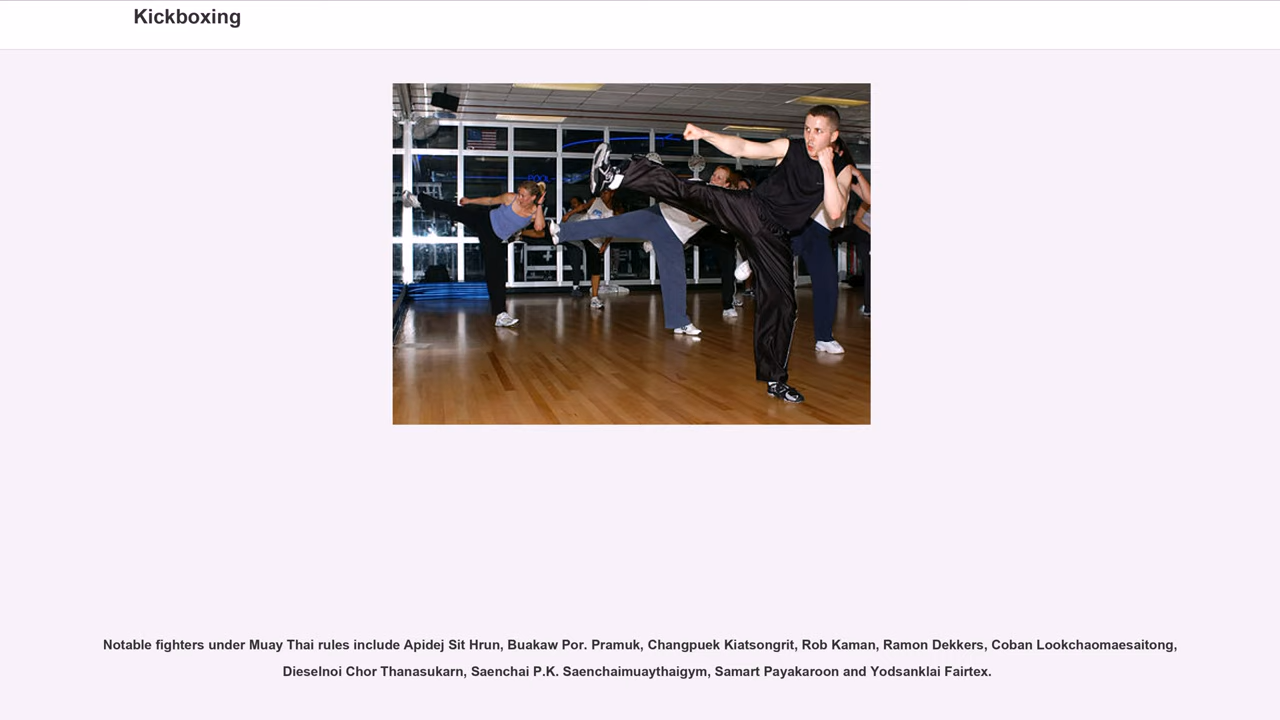 Kickboxing
POOL
Notable fighters under Muay Thai rules include Apidej Sit Hrun, Buakaw Por. Pramuk, Changpuek Kiatsongrit, Rob Kaman, Ramon Dekkers, Coban Lookchaomaesaitong,
Dieselnoi Chor Thanasukarn, Saenchai P.K. Saenchaimuaythaigym, Samart Payakaroon and Yodsanklai Fairtex.